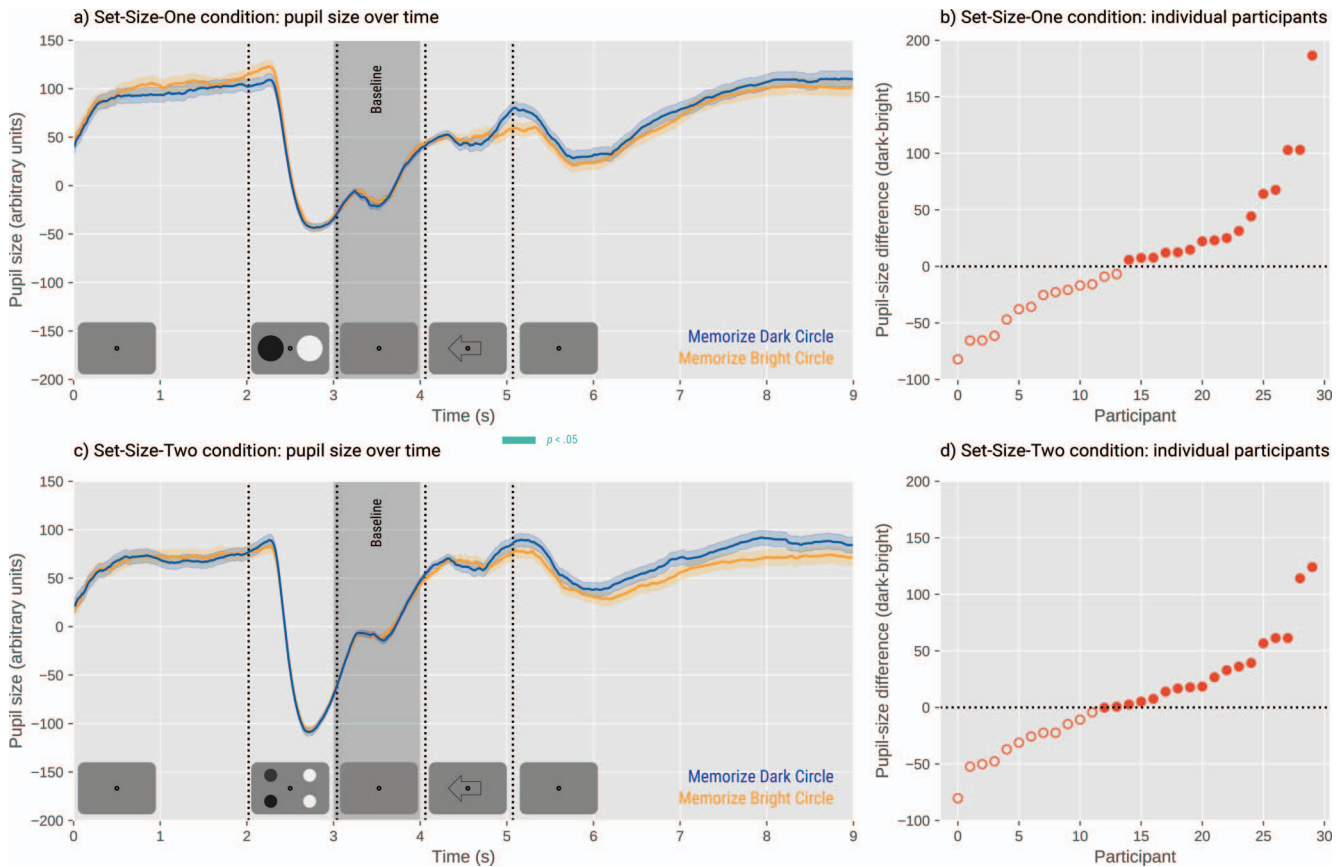 a) Set-Size-One condition: pupil size over time
150
100
50
0
−50
−100
−150
−200
Pupil size (arbitrary units)
Baseline
Memorize Dark Circle
Memorize Bright Circle
0 1 2 3 4 5 6 7 8 9
Time (s)
b) Set-Size-One condition: individual participants
200
150
100
50
0
−50
−100
Pupil-size difference (dark-bright)
0 5 10 15 20 25 30
Participant
p < .05
c) Set-Size-Two condition: pupil size over time
150
100
50
0
−50
−100
−150
−200
Pupil size (arbitrary units)
Baseline
Memorize Dark Circle
Memorize Bright Circle
0 1 2 3 4 5 6 7 8 9
Time (s)
d) Set-Size-Two condition: individual participants
200
150
100
50
0
−50
−100
Pupil-size difference (dark-bright)
0 5 10 15 20 25 30
Participant